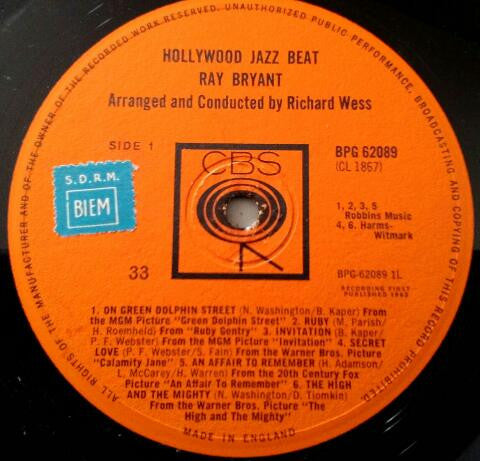 ALL RIGHTS OF THE MANUFACTURER AND OF THE OWNER OF THE RECORDED WORK RESERVED. UNAUTHORIZED PUBLIC PERFORMANCE, BROADCASTING AND COPYING OF THIS RECORD PROHIBITED.
HOLLYWOOD JAZZ BEAT
RAY BRYANT
Arranged and Conducted by Richard Wess
SIDE 1
CBS
BPG 62089
(CL 1867)
S.D.R.M.
BIEM
1, 2, 3, 5
Robbins Music
4, 6. Harms-
Witmark
33
BPG-62089 1L
RECORDING FIRST
PUBLISHED 1963
1. ON GREEN DOLPHIN STREET (N. Washington/B. Kaper) From
the MGM Picture "Green Dolphin Street" 2. RUBY (M. Parish/
H. Roemheld) From "Ruby Gentry" 3. INVITATION (B. Kaper/
P. F. Webster) From the MGM Picture "Invitation" 4. SECRET
LOVE (P. F. Webster/S. Fain) From the Warner Bros. Picture
"Calamity Jane" 5. AN AFFAIR TO REMEMBER (H. Adamson/
L. McCarey/H. Warren) From the 20th Century Fox
Picture "An Affair To Remember" 6. THE HIGH
AND THE MIGHTY (N. Washington/D. Tiomkin)
From the Warner Bros. Picture "The
High and The Mighty"
MADE IN ENGLAND